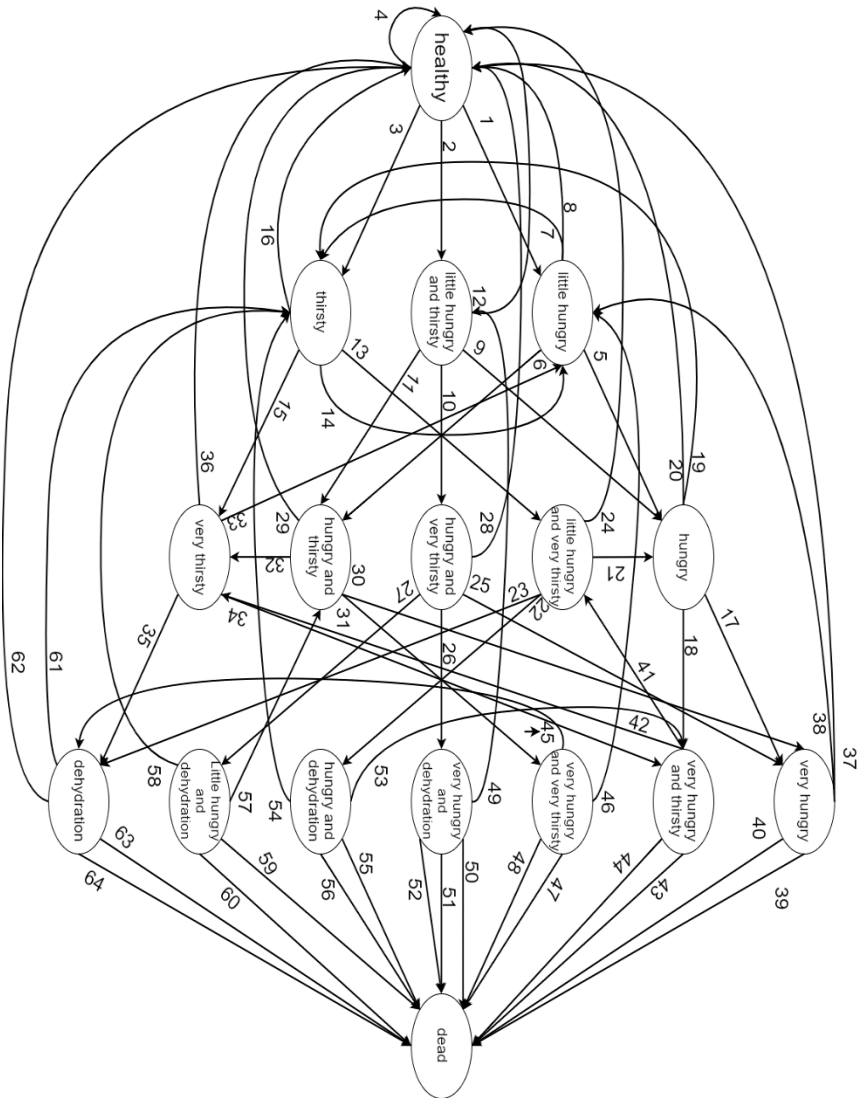 4
healthy
3
2
1
16
8
7
thirsty
little hungry
and thirsty
12
little hungry
13
9
6
5
15
14
11
10
36
33
29
28
24
20
19
very thirsty
32
hungry and
thirsty
hungry and
very thirsty
little hungry
and very thirsty
21
hungry
30
31
27
25
23
22
17
34
35
26
18
41
62
61
58
57
54
53
49
45
42
46
38
37
dehydration
Little hungry
and
dehydration
hungry and
dehydration
very hungry
and
dehydration
very hungry
and very thirsty
very hungry
and thirsty
very hungry
64
63
60
59
56
55
52
51
50
48
47
44
43
40
39
dead